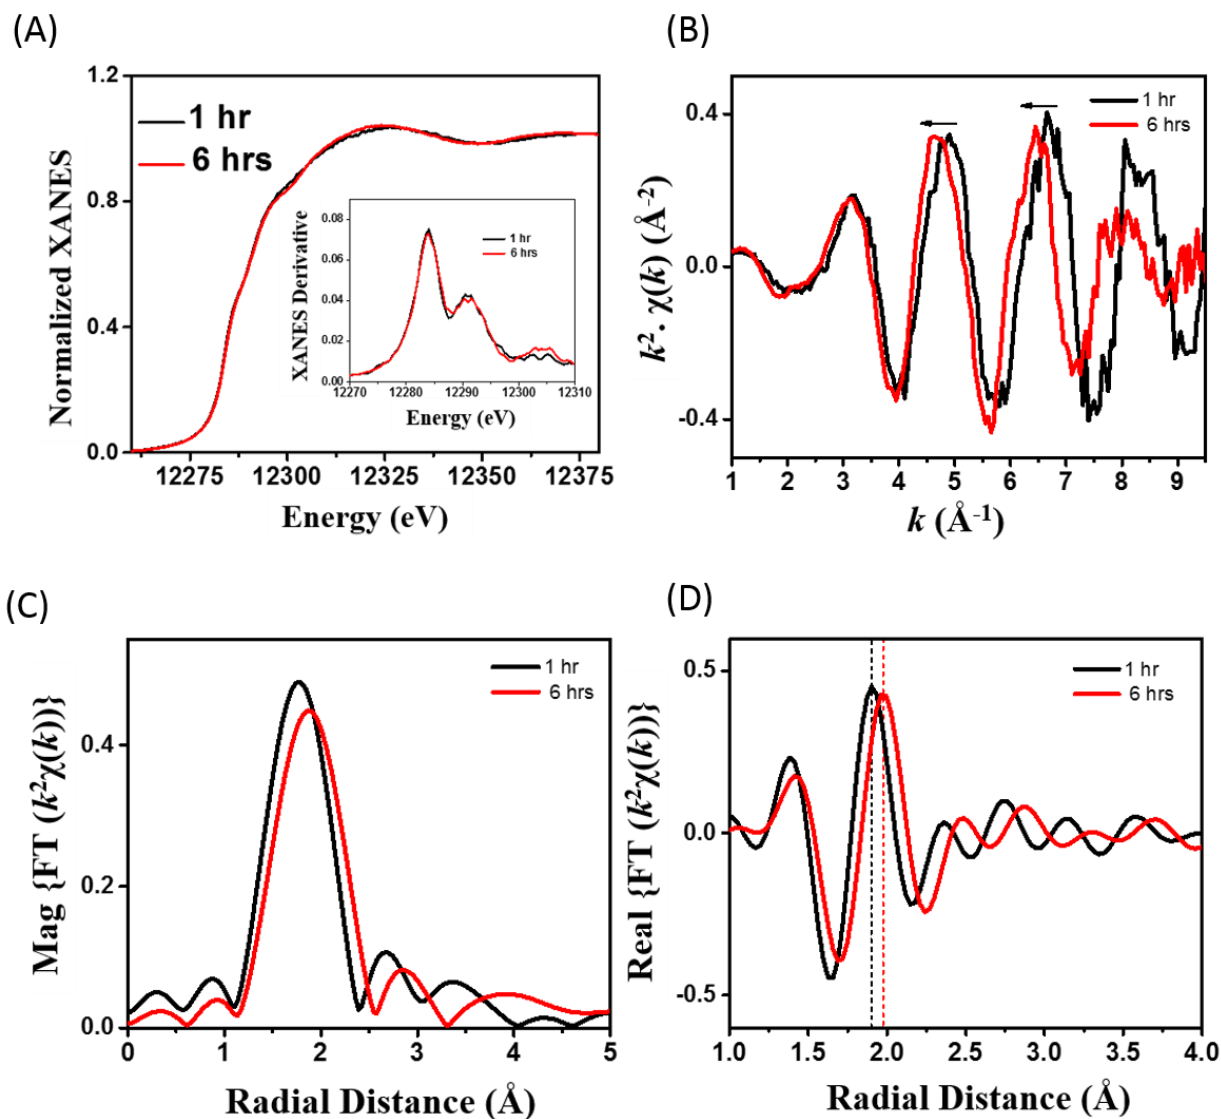 (A)
Normalized XANES
1.2
0.8
0.4
0.0
1 hr
6 hrs
XANES Derivative
0.08
0.06
0.04
0.02
0.00
1 hr
6 hrs
12270 12280 12290 12300 12310
Energy (eV)
12275 12300 12325 12350 12375
Energy (eV)
(B)
k². χ(k) (Å⁻²)
0.4
0.0
-0.4
1 hr
6 hrs
1 2 3 4 5 6 7 8 9
k (Å⁻¹)
(C)
Mag {FT (k²χ(k))}
0.4
0.2
0.0
1 hr
6 hrs
0 1 2 3 4 5
Radial Distance (Å)
(D)
Real {FT (k²χ(k))}
0.5
0.0
-0.5
1 hr
6 hrs
1.0 1.5 2.0 2.5 3.0 3.5 4.0
Radial Distance (Å)